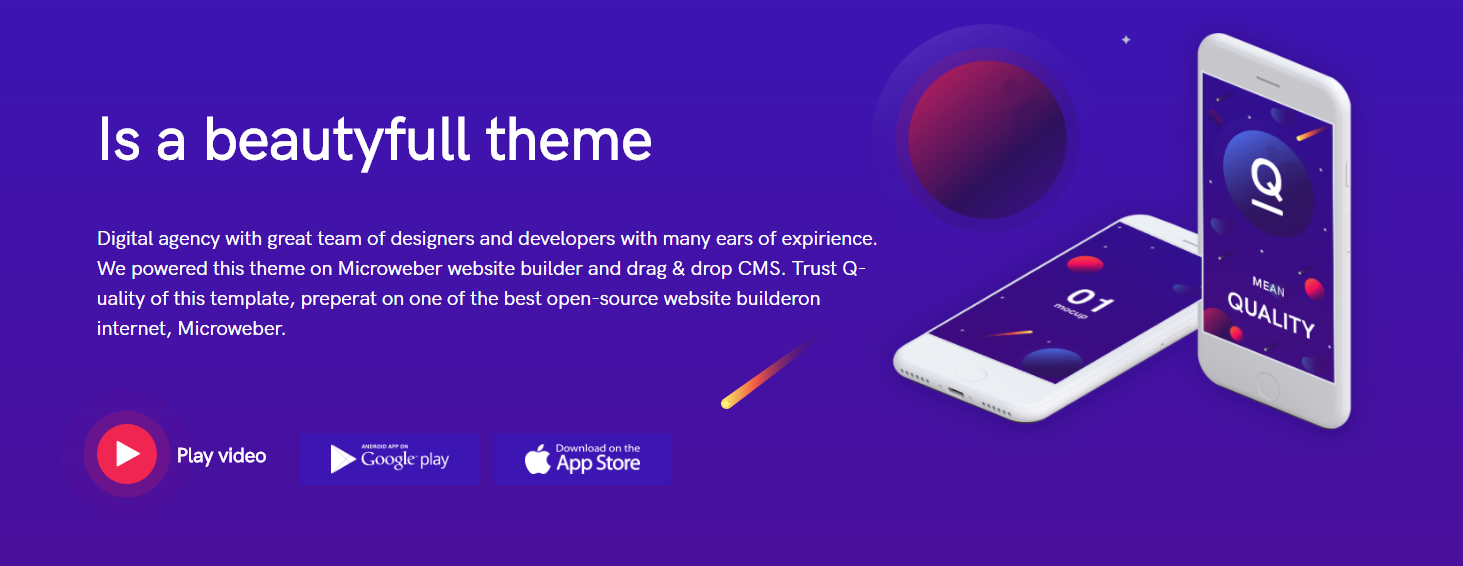 Is a beautyfull theme
Digital agency with great team of designers and developers with many ears of expirience.
We powered this theme on Microweber website builder and drag & drop CMS. Trust Q-
uality of this template, preperat on one of the best open-source website builderon
internet, Microweber.
Play video
ANDROID APP ON
Google play
Download on the
App Store
01
mocup
Q
MEAN
QUALITY